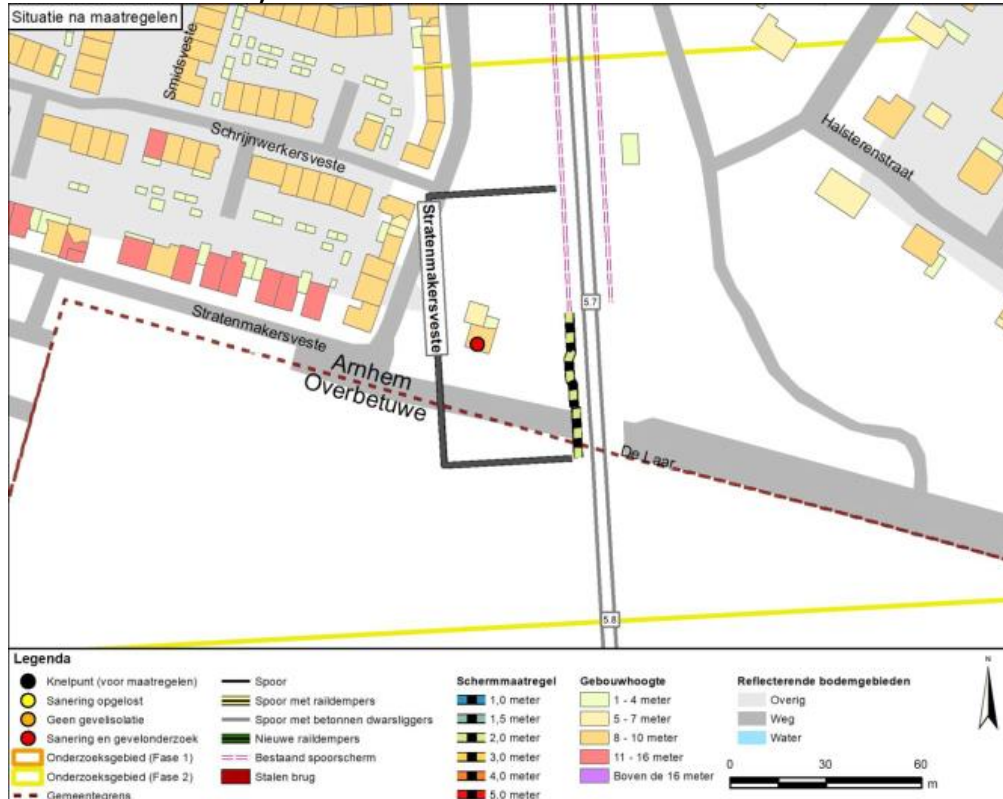 Situatie na maatregelen
Smidsveste
Schrijnwerkersveste
Halsterenstraat
Stratenmakersveste
5.7
Stratenmakersveste
Arnhem
Overbetuwe
De Laar
5.8
Legenda
Knelpunt (voor maatregelen)
Sanering opgelost
Geen gevelisolatie
Sanering en gevelonderzoek
Onderzoeksgebied (Fase 1)
Onderzoeksgebied (Fase 2)
Gemeentegrens
Spoor
Spoor met raildempers
Spoor met betonnen dwarsliggers
Nieuwe raildempers
Bestaand spoorscherm
Stalen brug
Schermmaatregel
1,0 meter
1,5 meter
2,0 meter
3,0 meter
4,0 meter
5,0 meter
Gebouwhoogte
1 - 4 meter
5 - 7 meter
8 - 10 meter
11 - 16 meter
Boven de 16 meter
Reflecterende bodemgebieden
Overig
Weg
Water
N
0 30 60
m